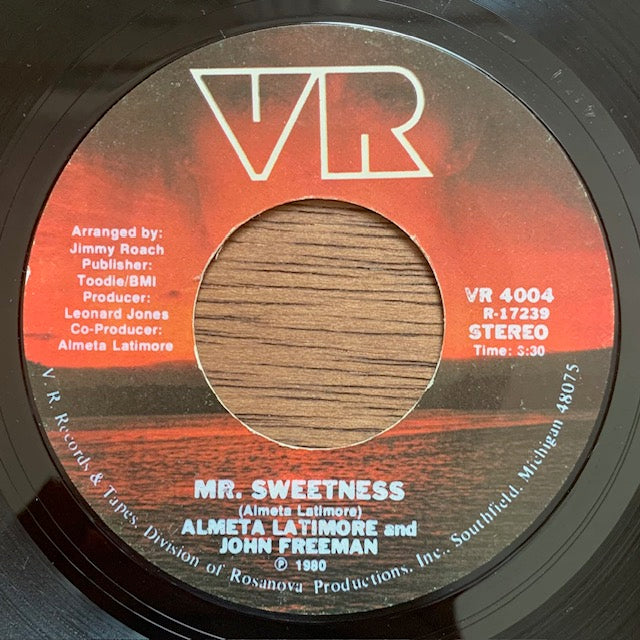 VR
Arranged by:
Jimmy Roach
Publisher:
Toodie/BMI
Producer:
Leonard Jones
Co-Producer:
Almeta Latimore
VR 4004
R-17239
STEREO
Time: 3:30
MR. SWEETNESS
(Almeta Latimore)
ALMETA LATIMORE and
JOHN FREEMAN
℗ 1980
V. R. Records & Tapes, Division of Rosanova Productions, Inc., Southfield, Michigan 48075